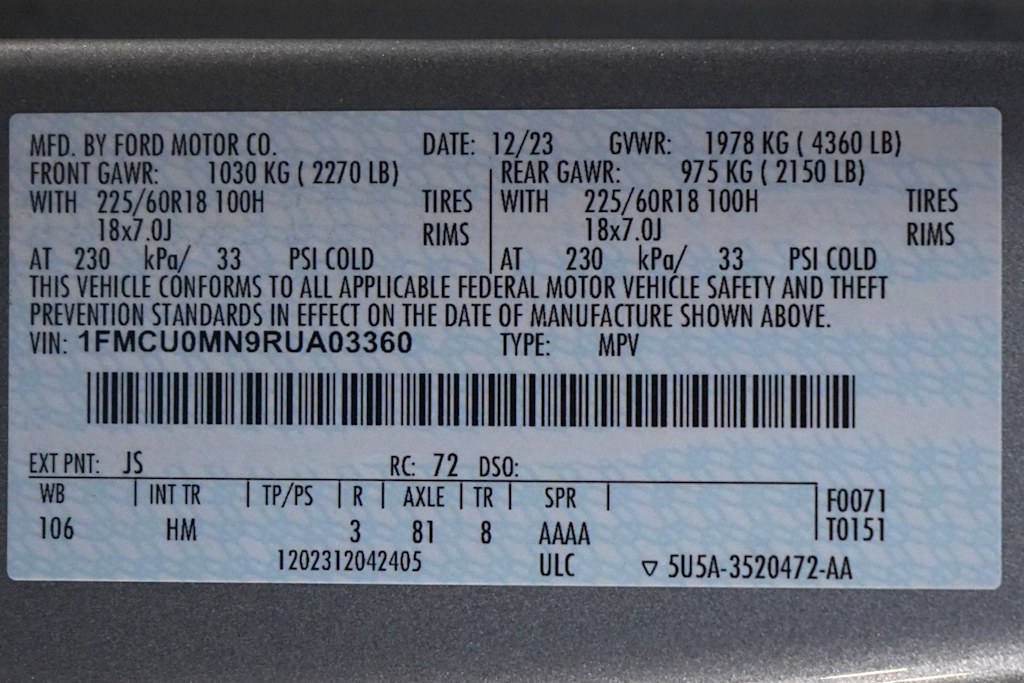 MFD. BY FORD MOTOR CO. DATE: 12/23 GVWR: 1978 KG ( 4360 LB)
FRONT GAWR: 1030 KG ( 2270 LB) REAR GAWR: 975 KG ( 2150 LB)
WITH 225/60R18 100H TIRES WITH 225/60R18 100H TIRES
18x7.0J RIMS 18x7.0J RIMS
AT 230 kPa/ 33 PSI COLD AT 230 kPa/ 33 PSI COLD
THIS VEHICLE CONFORMS TO ALL APPLICABLE FEDERAL MOTOR VEHICLE SAFETY AND THEFT
PREVENTION STANDARDS IN EFFECT ON THE DATE OF MANUFACTURE SHOWN ABOVE.
VIN: 1FMCU0MN9RUA03360 TYPE: MPV
EXT PNT: JS RC: 72 DSO:
WB INT TR TP/PS R AXLE TR SPR F0071
106 HM 3 81 8 AAAA T0151
1202312042405 ULC ▽ 5U5A-3520472-AA